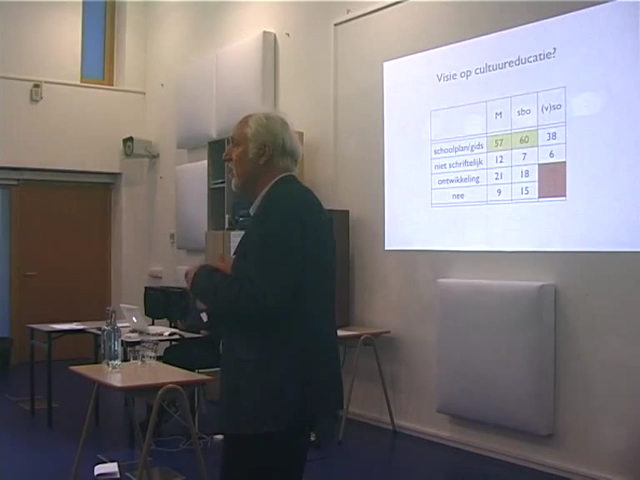 Visie op cultuureducatie?
M sbo (v)so
schoolplan/gids 57 60 38
niet schriftelijk 12 7 6
ontwikkeling 21 18
nee 9 15